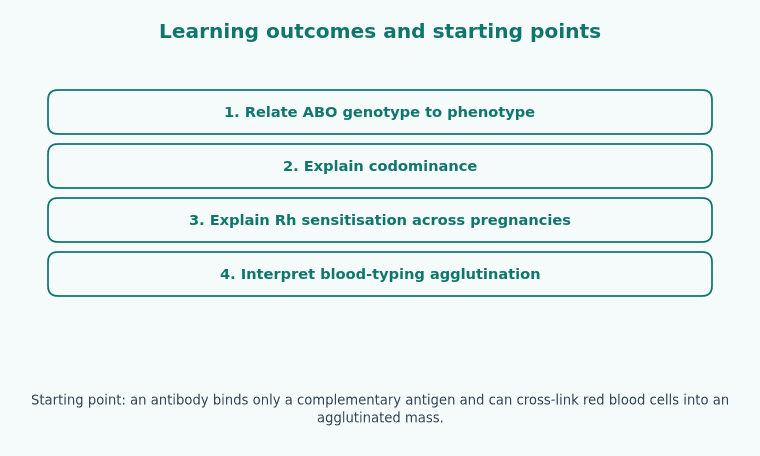 Learning outcomes and starting points
1. Relate ABO genotype to phenotype
2. Explain codominance
3. Explain Rh sensitisation across pregnancies
4. Interpret blood-typing agglutination
Starting point: an antibody binds only a complementary antigen and can cross-link red blood cells into an
agglutinated mass.